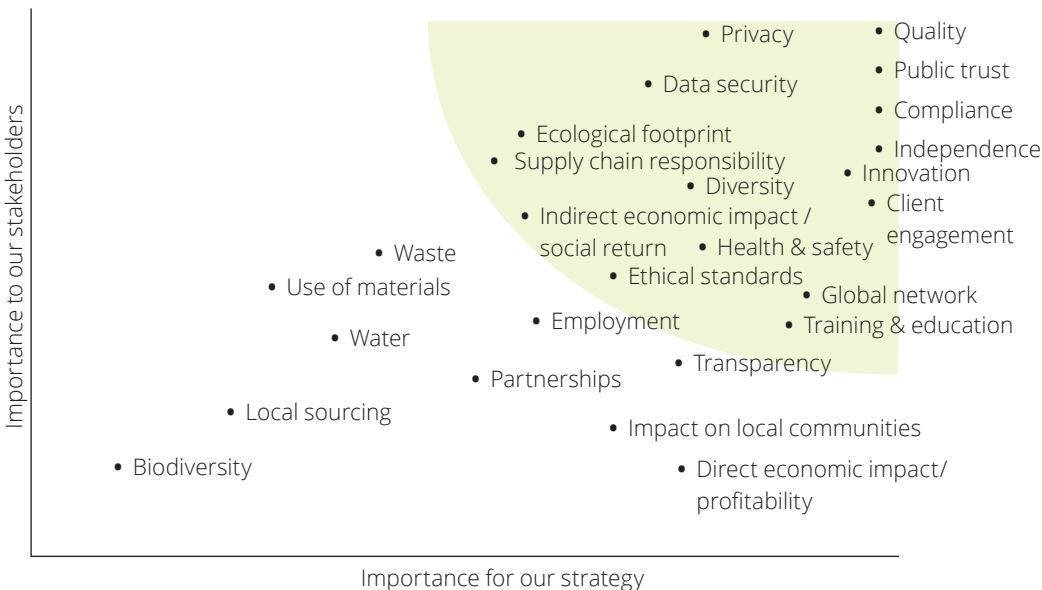 Importance to our stakeholders
Quality
Privacy
Public trust
Data security
Compliance
Ecological footprint
Independence
Supply chain responsibility
Innovation
Diversity
Client
engagement
Indirect economic impact /
social return
Health & safety
Waste
Ethical standards
Use of materials
Global network
Employment
Training & education
Water
Transparency
Partnerships
Local sourcing
Impact on local communities
Biodiversity
Direct economic impact/
profitability
Importance for our strategy